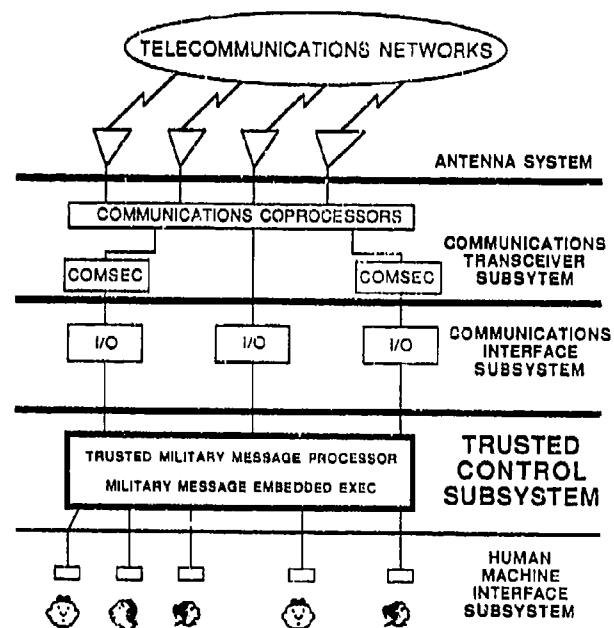 TELECOMMUNICATIONS NETWORKS
ANTENNA SYSTEM
COMMUNICATIONS COPROCESSORS
COMMUNICATIONS
TRANSCEIVER
SUBSYTEM
COMSEC
COMSEC
I/O
I/O
I/O
COMMUNICATIONS
INTERFACE
SUBSYSTEM
TRUSTED MILITARY MESSAGE PROCESSOR
MILITARY MESSAGE EMBEDDED EXEC
TRUSTED
CONTROL
SUBSYSTEM
HUMAN
MACHINE
INTERFACE
SUBSYSTEM